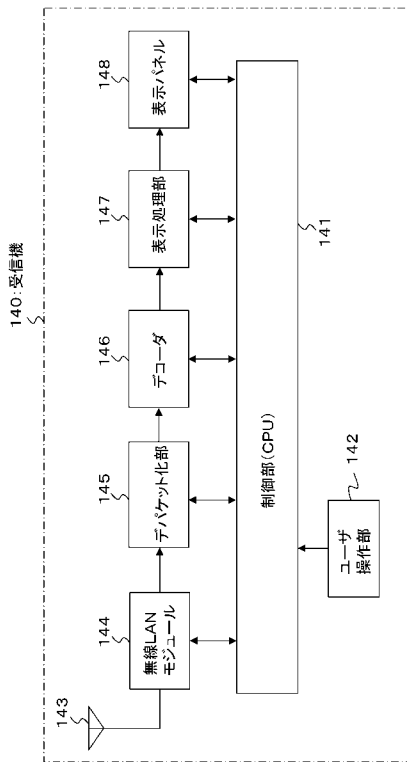 140:受信機
143
144
無線LAN
モジュール
145
デパケット化部
146
デコーダ
147
表示処理部
148
表示パネル
制御部(CPU)
141
142
ユーザ
操作部